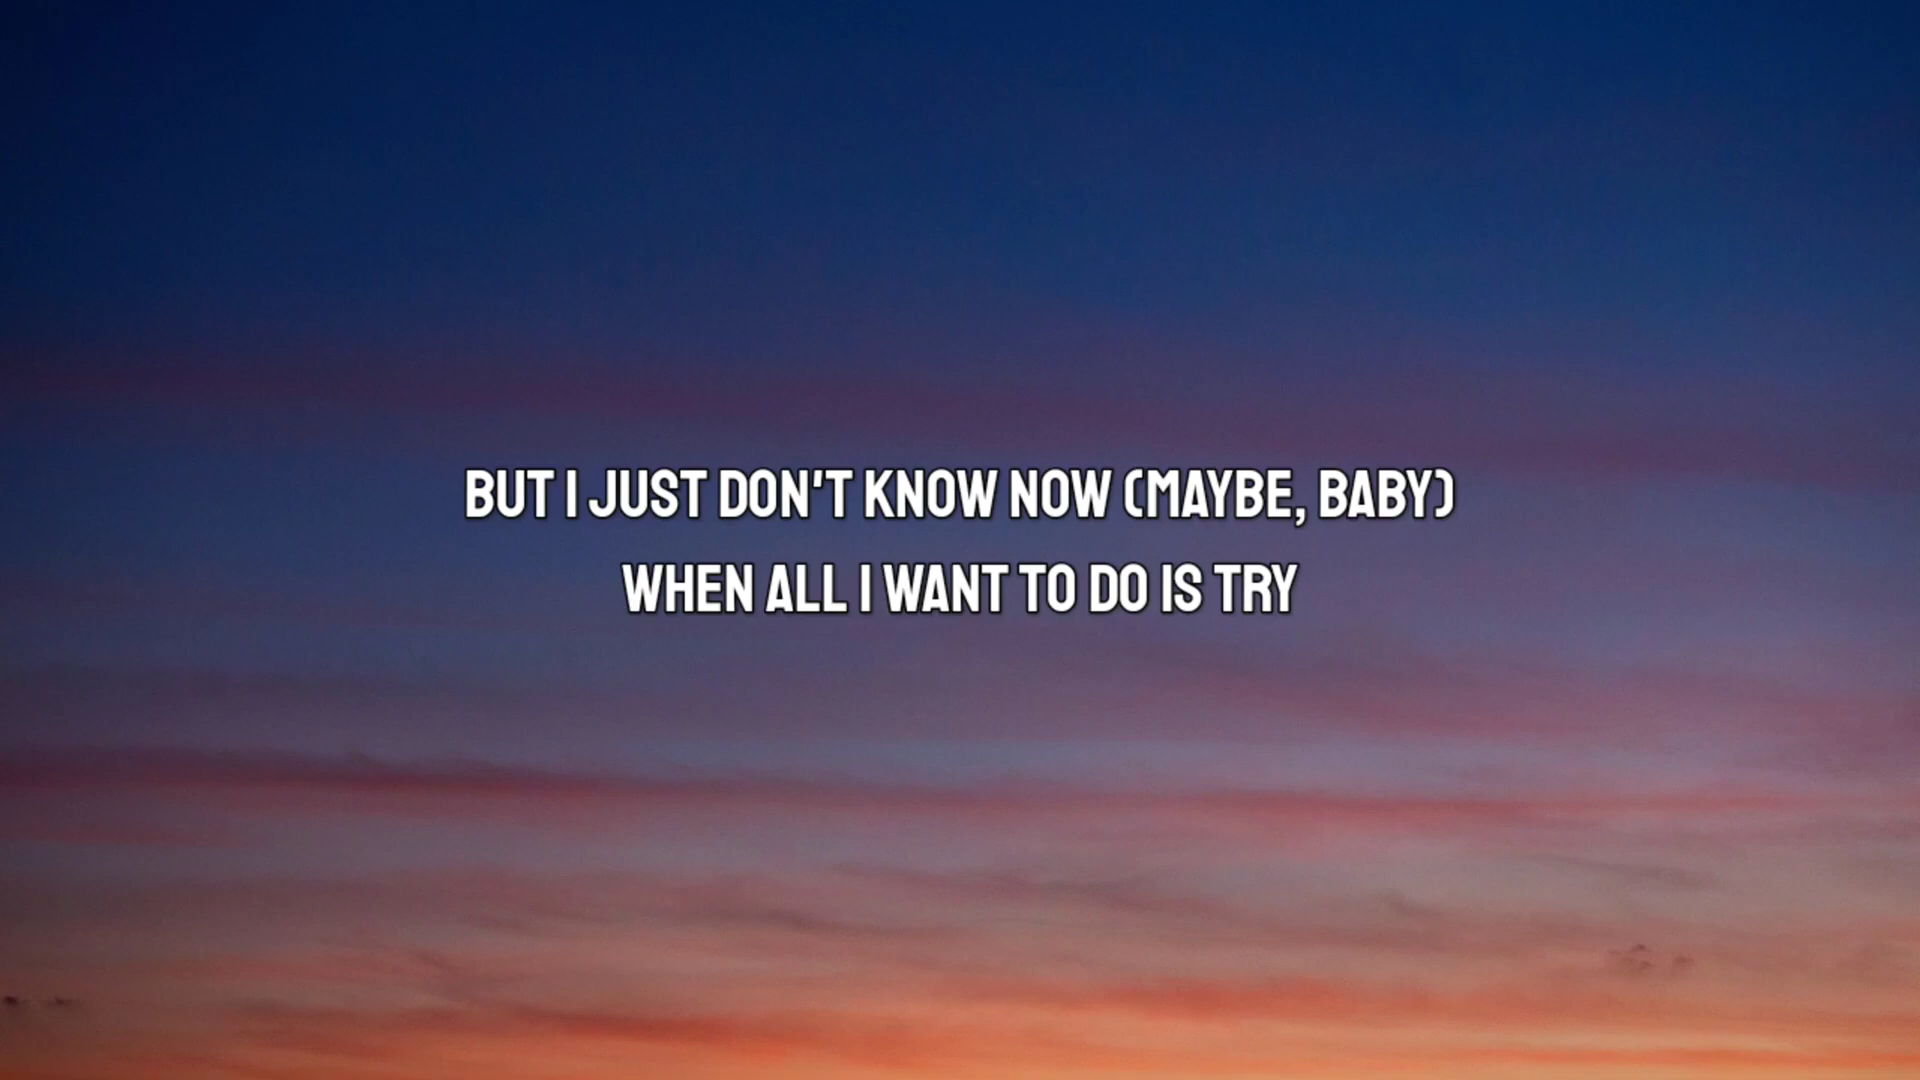 BUT I JUST DON'T KNOW NOW (MAYBE, BABY)
WHEN ALL I WANT TO DO IS TRY